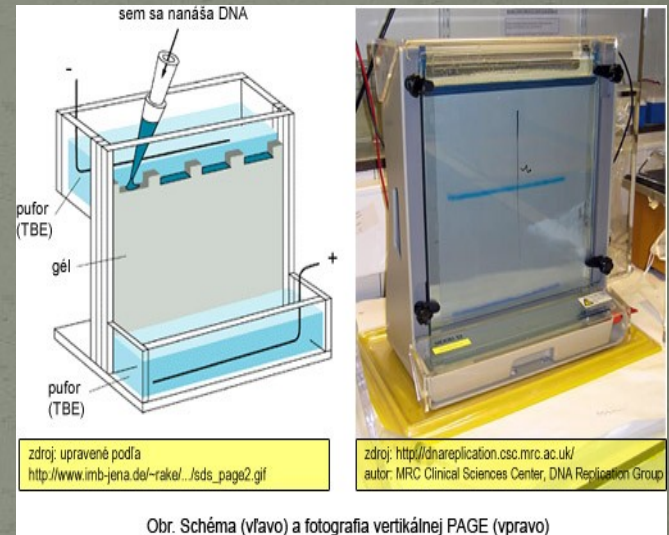 sem sa nanáša DNA
-
pufor
(TBE)
gél
+
pufor
(TBE)
zdroj: upravené podľa
http://www.imb-jena.de/~rake/.../sds_page2.gif
zdroj: http://dnareplication.csc.mrc.ac.uk/
autor: MRC Clinical Sciences Center, DNA Replication Group
Obr. Schéma (vľavo) a fotografia vertikálnej PAGE (vpravo)